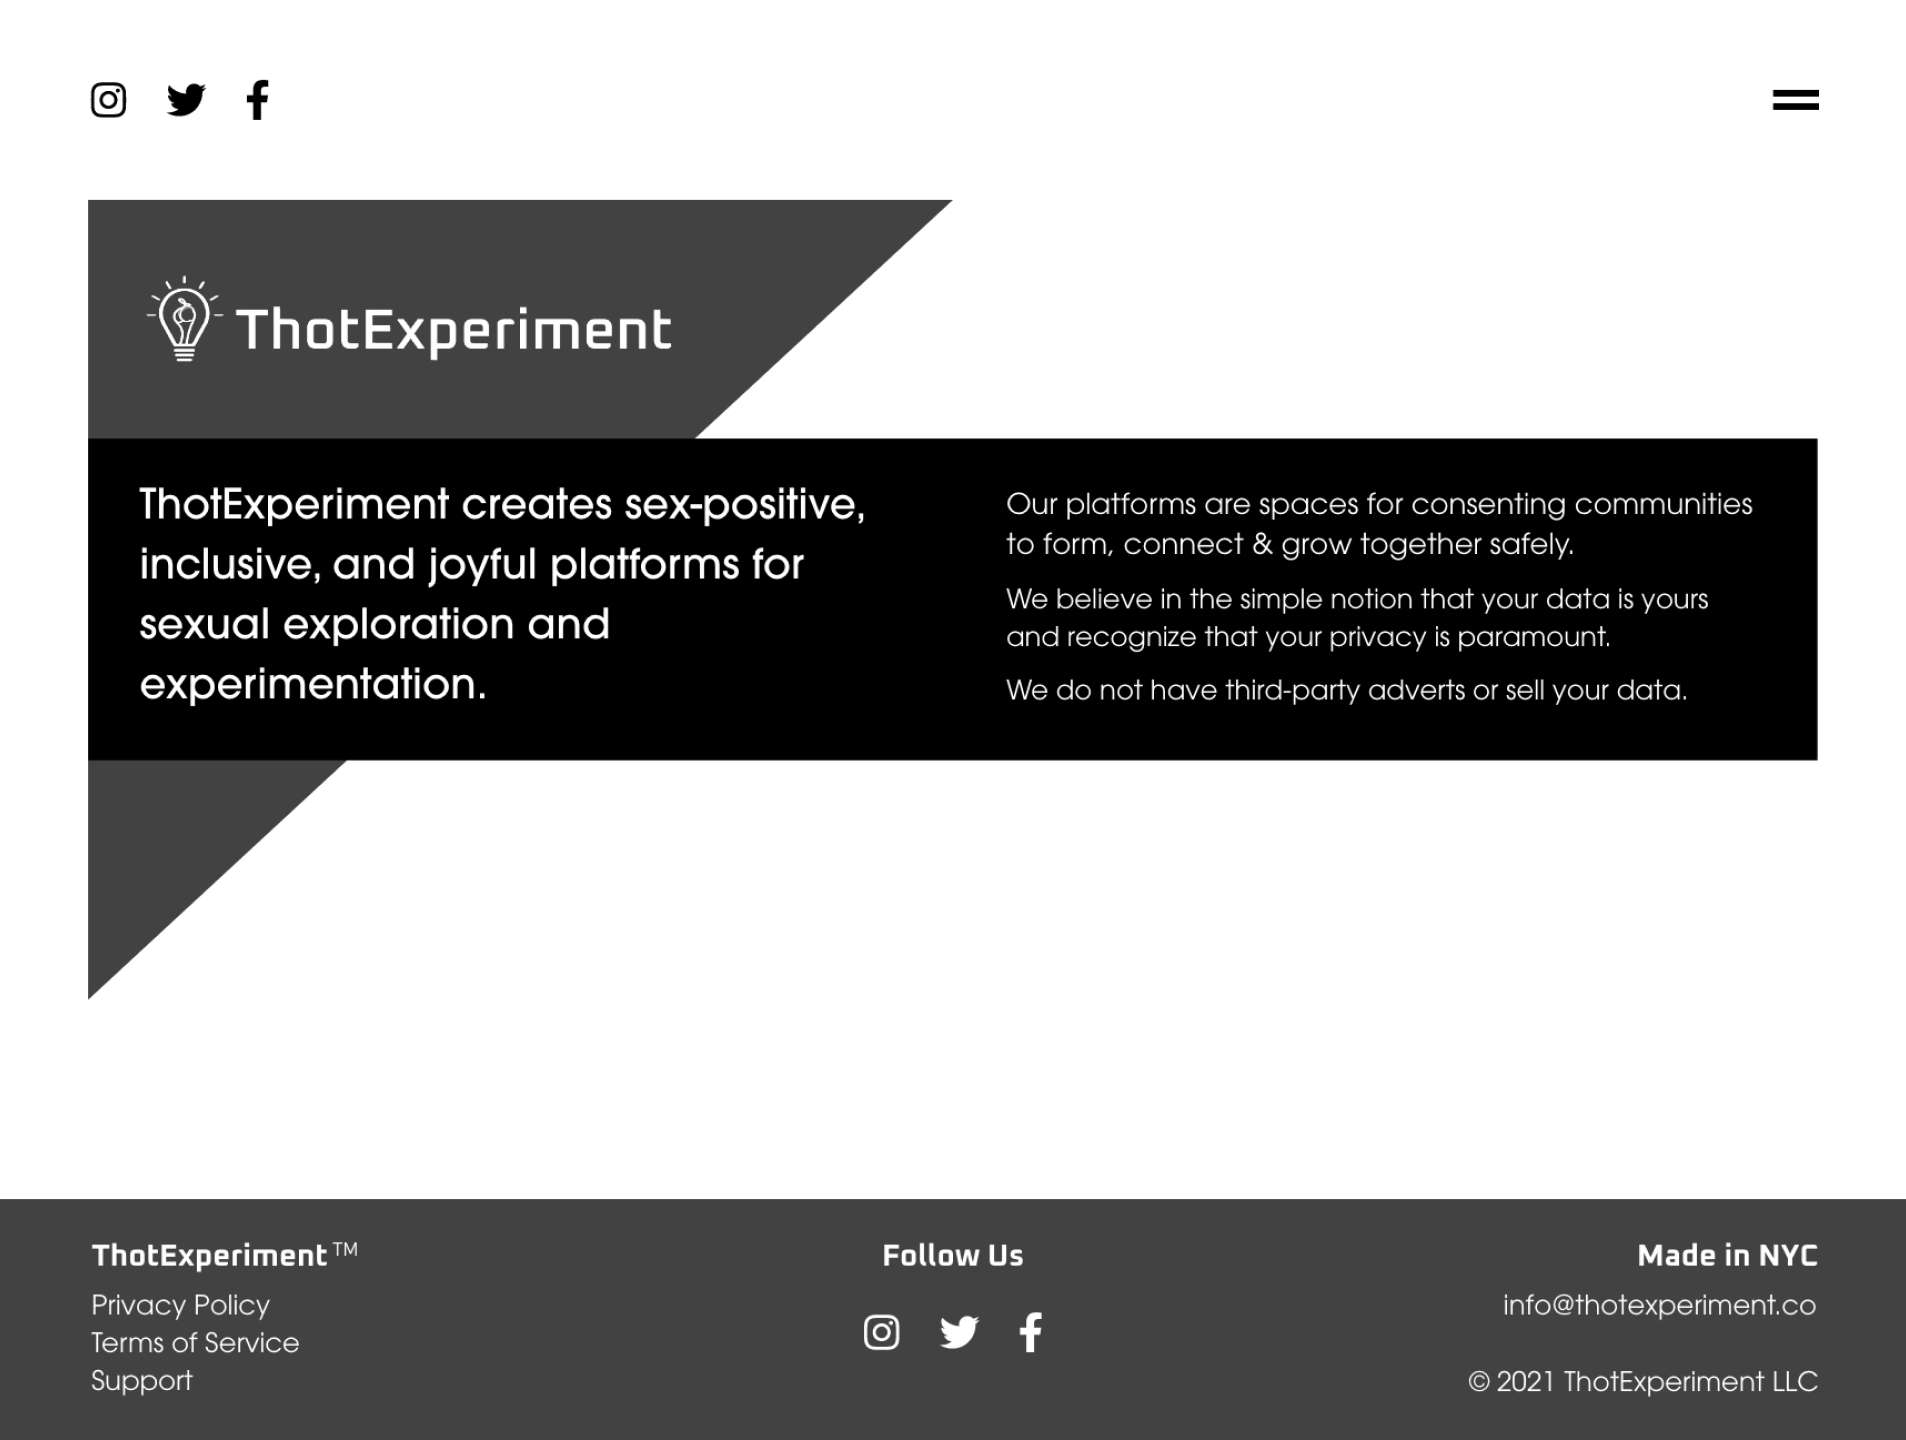 ThotExperiment
ThotExperiment creates sex-positive,
inclusive, and joyful platforms for
sexual exploration and
experimentation.
Our platforms are spaces for consenting communities
to form, connect & grow together safely.
We believe in the simple notion that your data is yours
and recognize that your privacy is paramount.
We do not have third-party adverts or sell your data.
ThotExperiment™
Privacy Policy
Terms of Service
Support
Follow Us
Made in NYC
info@thotexperiment.co
© 2021 ThotExperiment LLC